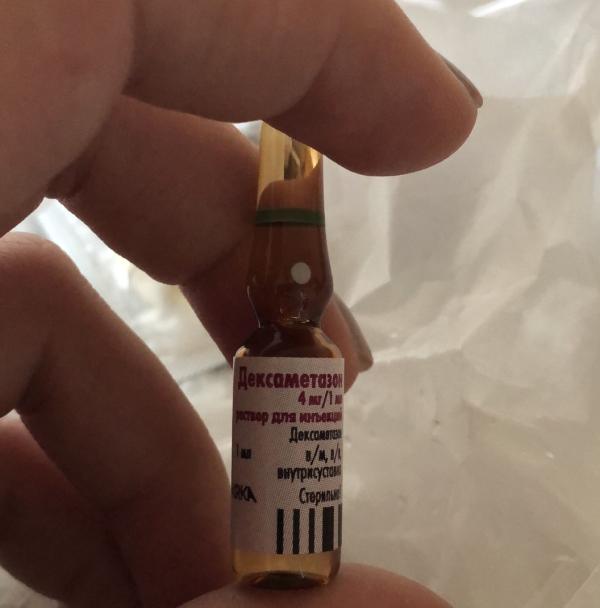 Дексаметазон
4 мг/1 мл
раствор для инъекций
Дексаметазон
1 мл в/м, в/в,
внутрисуставно
Стерильно